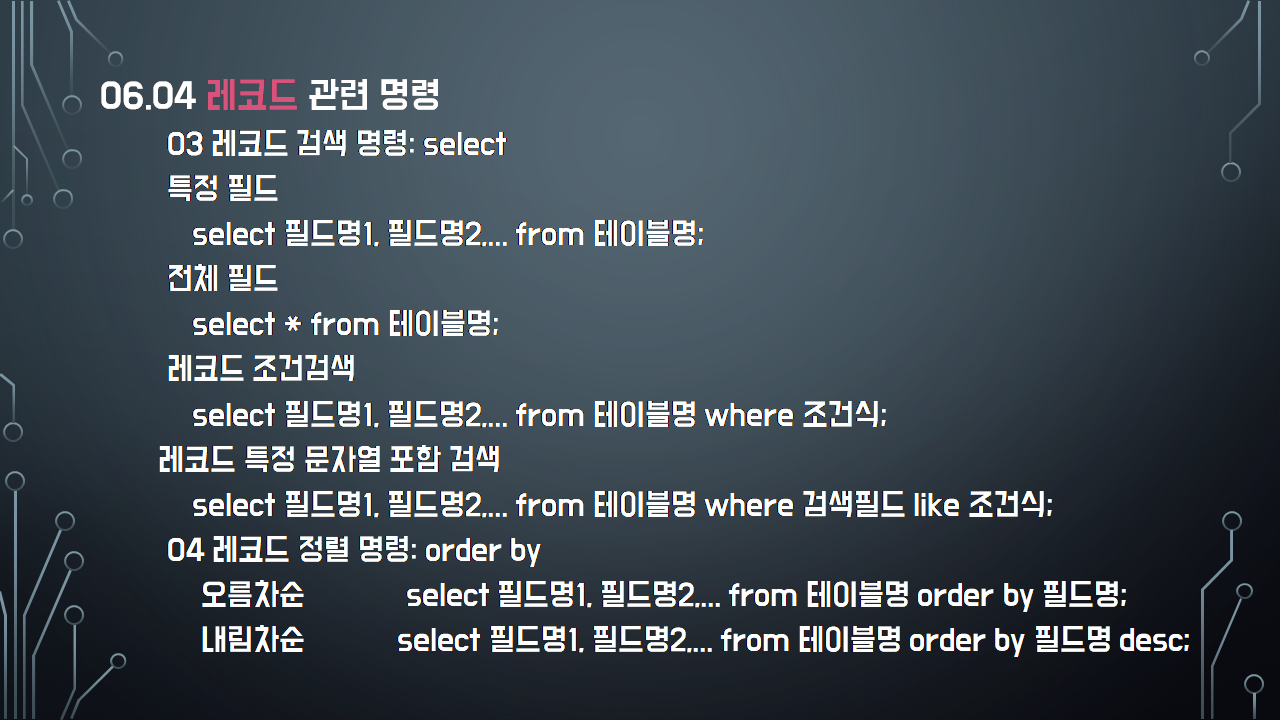 06.04 레코드 관련 명령
03 레코드 검색 명령: select
특정 필드
select 필드명1, 필드명2,... from 테이블명;
전체 필드
select * from 테이블명;
레코드 조건검색
select 필드명1, 필드명2,... from 테이블명 where 조건식;
레코드 특정 문자열 포함 검색
select 필드명1, 필드명2,... from 테이블명 where 검색필드 like 조건식;
04 레코드 정렬 명령: order by
오름차순 select 필드명1, 필드명2,... from 테이블명 order by 필드명;
내림차순 select 필드명1, 필드명2,... from 테이블명 order by 필드명 desc;